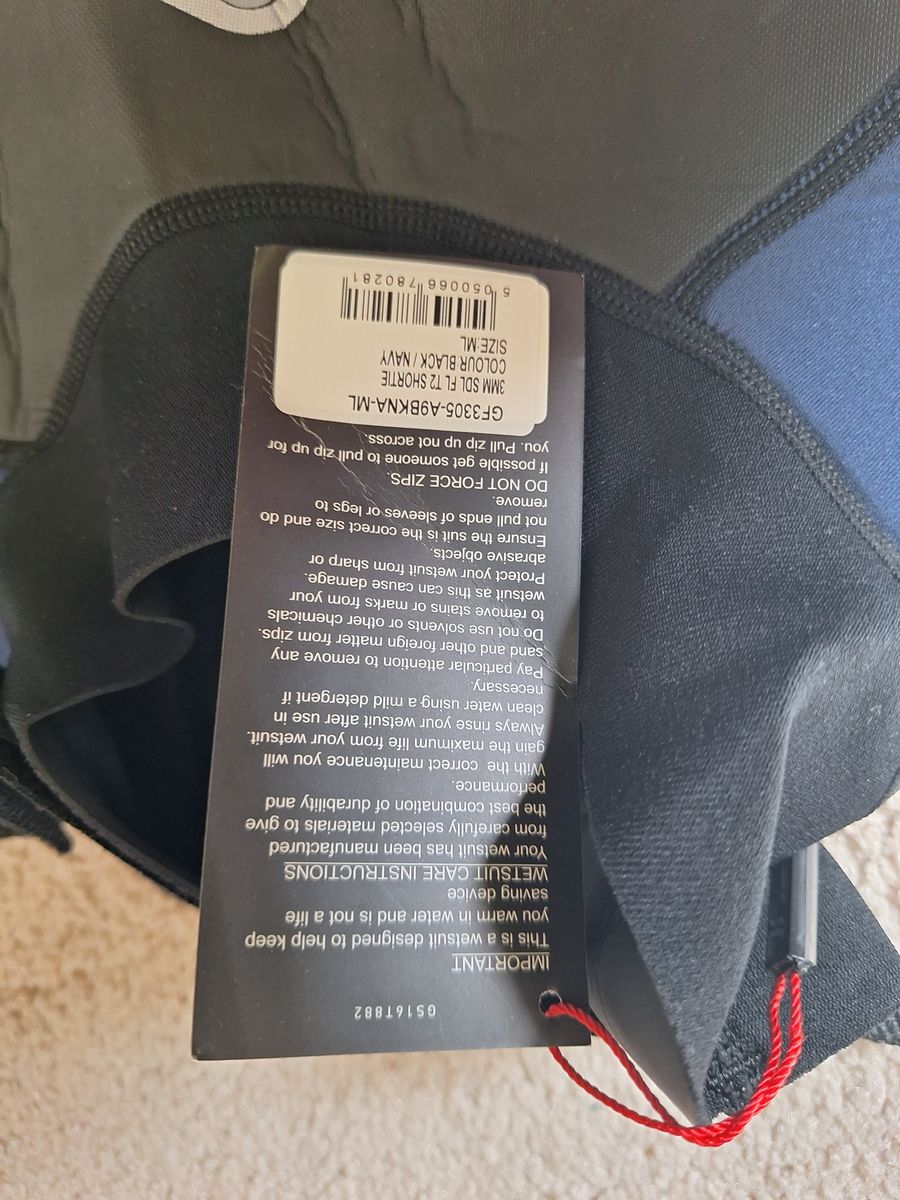 GS16T882
IMPORTANT
This is a wetsuit designed to help keep
you warm in water and is not a life
saving device
WETSUIT CARE INSTRUCTIONS
Your wetsuit has been manufactured
from carefully selected materials to give
the best combination of durability and
performance.
With the correct maintenance you will
gain the maximum life from your wetsuit.
Always rinse your wetsuit after use in
clean water using a mild detergent if
necessary.
Pay particular attention to remove any
sand and other foreign matter from zips.
Do not use solvents or other chemicals
to remove stains or marks from your
wetsuit as this can cause damage.
Protect your wetsuit from sharp or
abrasive objects.
Ensure the suit is the correct size and do
not pull ends of sleeves or legs to
remove.
DO NOT FORCE ZIPS.
If possible get someone to pull zip up for
you. Pull zip up not across.
GF3305-A9BKNA-ML
3MM SDL FL T2 SHORTIE
COLOUR:BLACK / NAVY
SIZE:ML
5 050066 780281